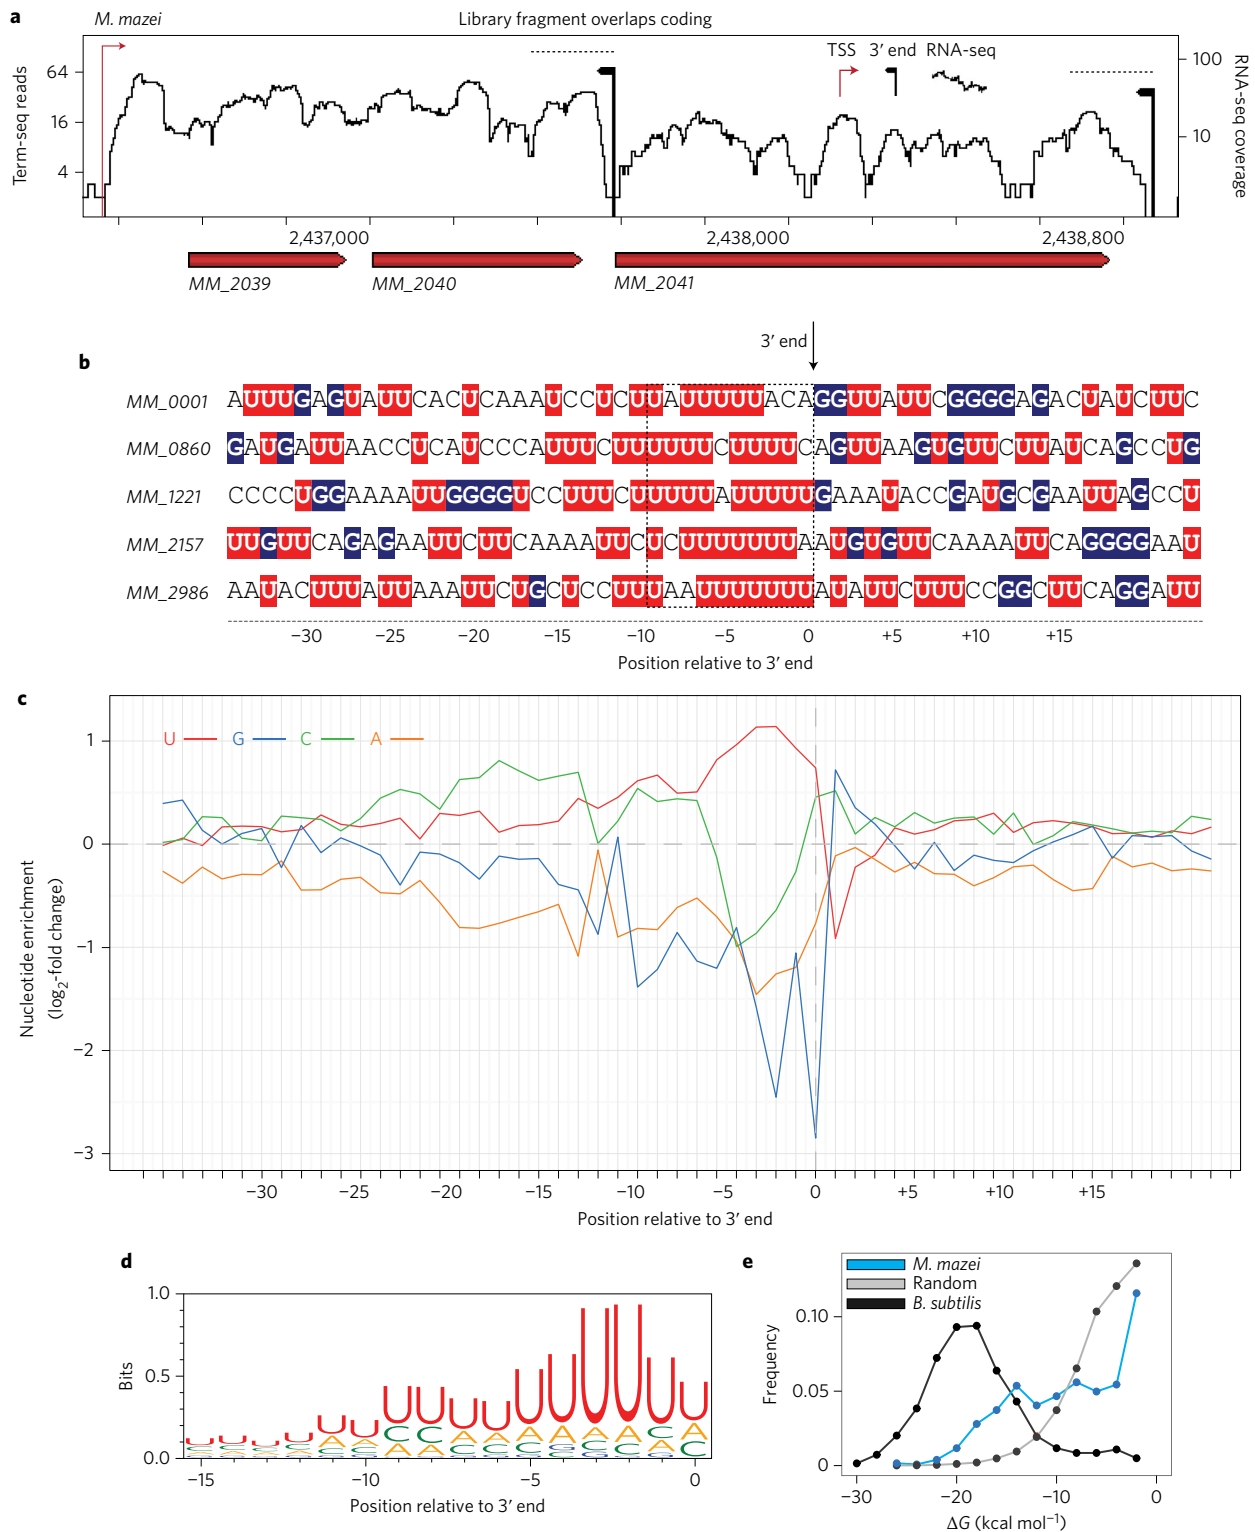 a
M. mazei
Library fragment overlaps coding
TSS 3′ end RNA-seq
Term-seq reads
64
16
4
100
10
RNA-seq coverage
2,437,000 2,438,000 2,438,800
MM_2039 MM_2040 MM_2041
b
3′ end
MM_0001 AUUUGAGUAUUCACUCAAAUCCUCUUAUUUUUACAGGUUAUUCGGGGAGACUAUCUUC
MM_0860 GAUGAUUAACCUCAUCCCAUUUCUUUUUUCUUUUCAGUUAAGUGUUCUUAUCAGCCUG
MM_1221 CCCCUGGAAAAUUGGGGUCCUUUCUUUUUAUUUUUGAAAUACCGAUGCGAAUUAGCCU
MM_2157 UUGUUCAGAGAAUUCUUCAAAAUUCUCUUUUUUUAAUGUGUUCAAAAUUCAGGGGAAU
MM_2986 AAUACUUUAUUAAAUUCUGCUCCUUUAAUUUUUUUAUAUUCUUUCCGGCUUCAGGAUU
−30 −25 −20 −15 −10 −5 0 +5 +10 +15
Position relative to 3′ end
c
U G C A
1
0
−1
−2
−3
Nucleotide enrichment
(log2-fold change)
−30 −25 −20 −15 −10 −5 0 +5 +10 +15
Position relative to 3′ end
d
Bits
1.0
0.5
0.0
−15 −10 −5 0
Position relative to 3′ end
e
M. mazei
Random
B. subtilis
Frequency
0.10
0.05
0
−30 −20 −10 0
ΔG (kcal mol−1)